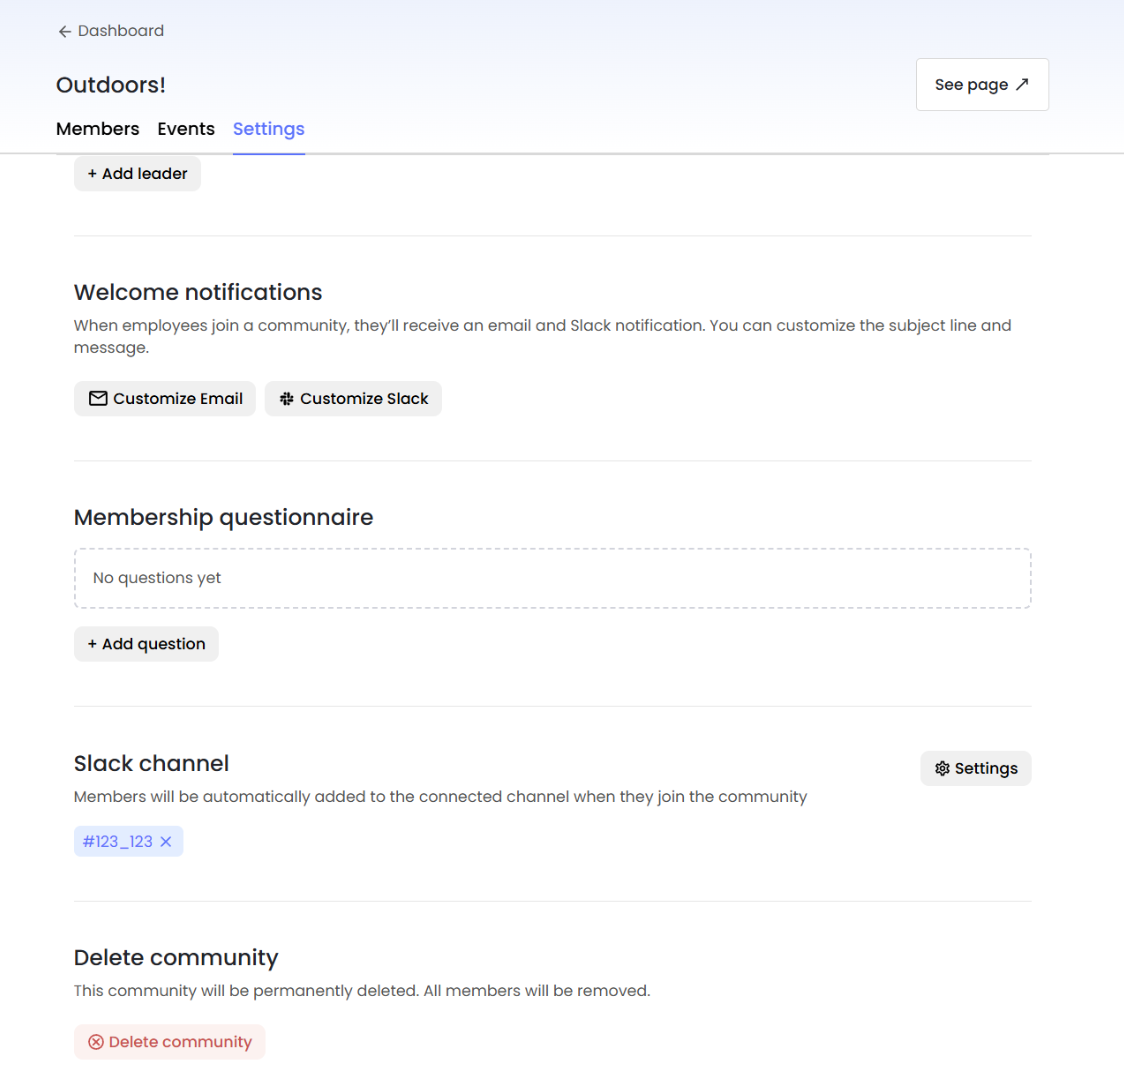 ← Dashboard
Outdoors!
See page ↗
Members Events Settings
+ Add leader
Welcome notifications
When employees join a community, they’ll receive an email and Slack notification. You can customize the subject line and
message.
Customize Email Customize Slack
Membership questionnaire
No questions yet
+ Add question
Slack channel
Settings
Members will be automatically added to the connected channel when they join the community
#123_123 ×
Delete community
This community will be permanently deleted. All members will be removed.
Delete community